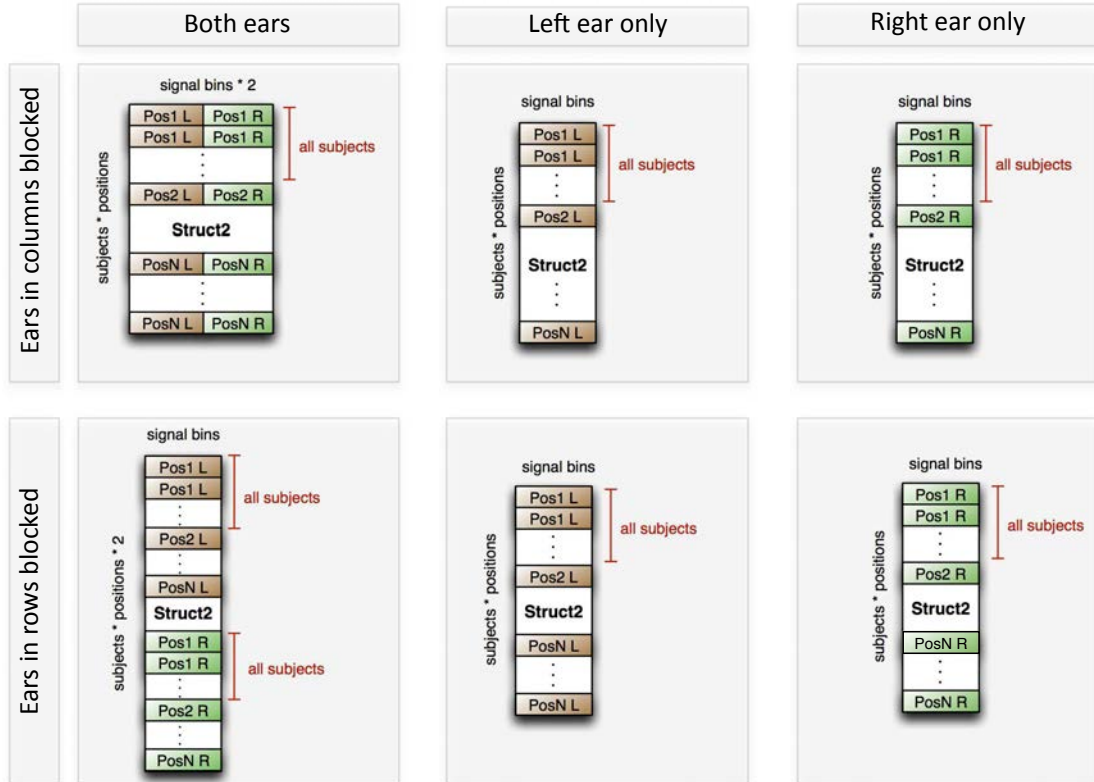 Both ears
Left ear only
Right ear only
Ears in columns blocked
signal bins * 2
subjects * positions
Pos1 L Pos1 R
Pos1 L Pos1 R
all subjects
Pos2 L Pos2 R
Struct2
PosN L PosN R
PosN L PosN R
signal bins
subjects * positions
Pos1 L
Pos1 L
all subjects
Pos2 L
Struct2
PosN L
signal bins
subjects * positions
Pos1 R
Pos1 R
all subjects
Pos2 R
Struct2
PosN R
Ears in rows blocked
signal bins
subjects * positions * 2
Pos1 L
Pos1 L
all subjects
Pos2 L
PosN L
Struct2
Pos1 R
Pos1 R
all subjects
Pos2 R
PosN R
signal bins
subjects * positions
Pos1 L
Pos1 L
all subjects
Pos2 L
Struct2
PosN L
PosN L
signal bins
subjects * positions
Pos1 R
Pos1 R
all subjects
Pos2 R
Struct2
PosN R
PosN R